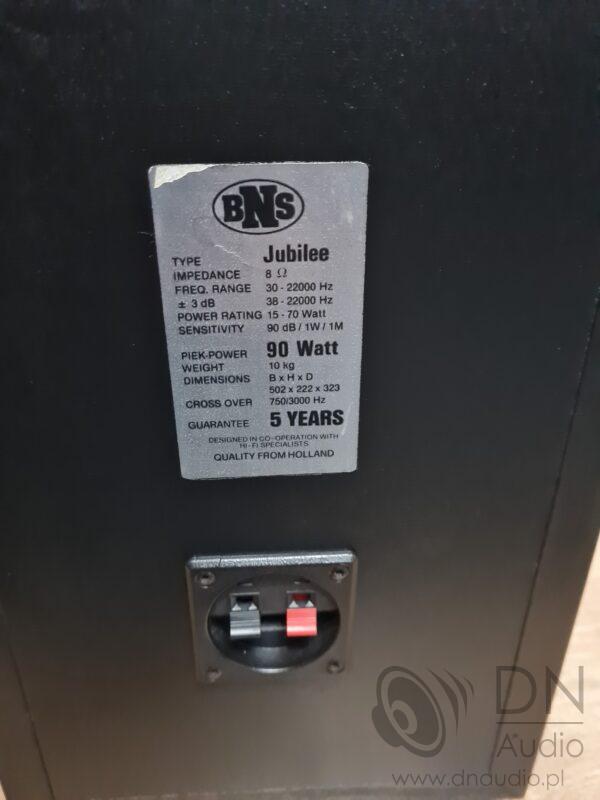 BNS
TYPE Jubilee
IMPEDANCE 8 Ω
FREQ. RANGE 30 - 22000 Hz
± 3 dB 38 - 22000 Hz
POWER RATING 15 - 70 Watt
SENSITIVITY 90 dB / 1W / 1M
PIEK-POWER 90 Watt
WEIGHT 10 kg
DIMENSIONS B x H x D
502 x 222 x 323
CROSS OVER 750/3000 Hz
GUARANTEE 5 YEARS
DESIGNED IN CO-OPERATION WITH
HI-FI SPECIALISTS
QUALITY FROM HOLLAND
DN
Audio
www.dnaudio.pl